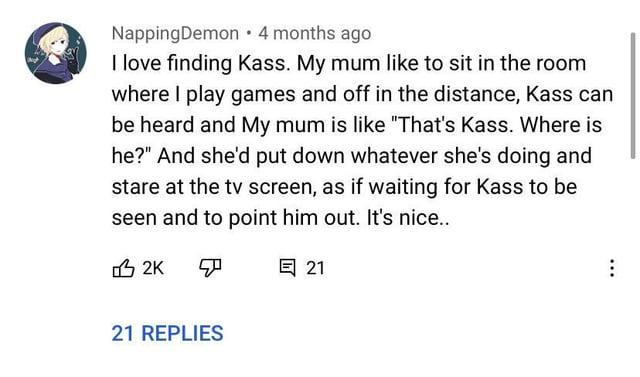 NappingDemon • 4 months ago
I love finding Kass. My mum like to sit in the room
where I play games and off in the distance, Kass can
be heard and My mum is like "That's Kass. Where is
he?" And she'd put down whatever she's doing and
stare at the tv screen, as if waiting for Kass to be
seen and to point him out. It's nice..
2K 21
21 REPLIES